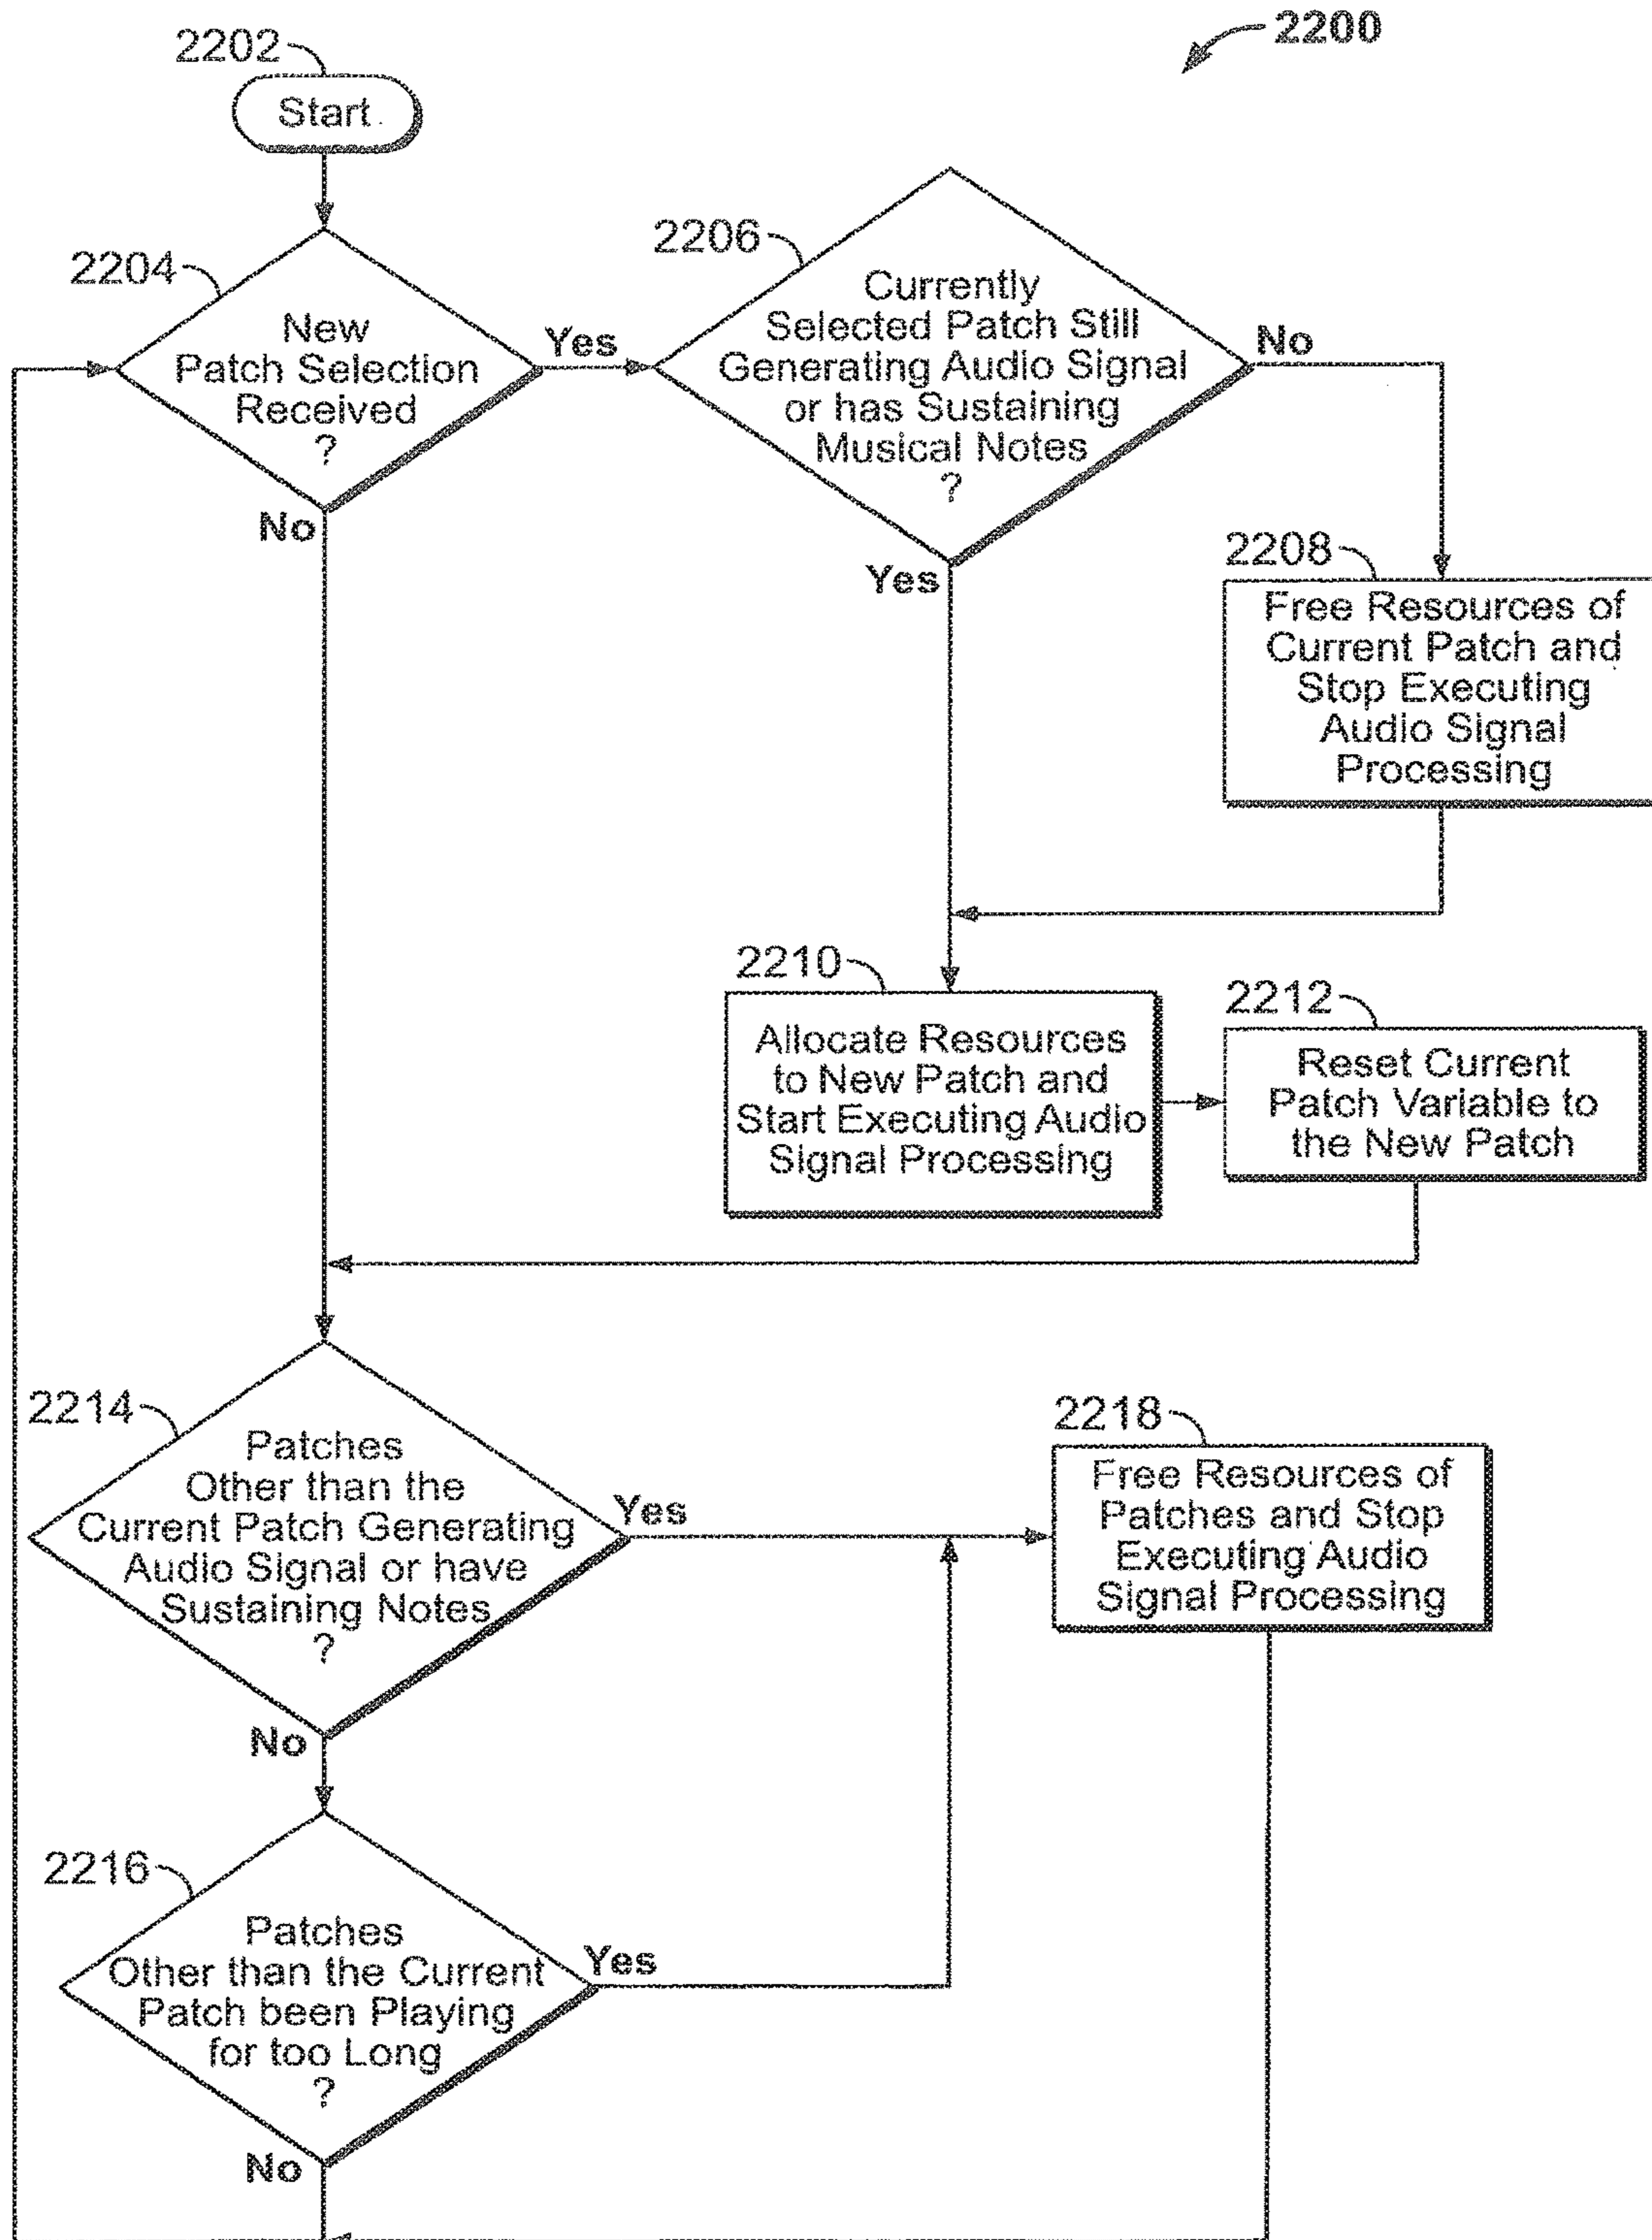 2200
2202
Start
2204
New
Patch Selection
Received
?
Yes
No
2206
Currently
Selected Patch Still
Generating Audio Signal
or has Sustaining
Musical Notes
?
No
Yes
2208
Free Resources of
Current Patch and
Stop Executing
Audio Signal
Processing
2210
Allocate Resources
to New Patch and
Start Executing Audio
Signal Processing
2212
Reset Current
Patch Variable to
the New Patch
2214
Patches
Other than the
Current Patch Generating
Audio Signal or have
Sustaining Notes
?
Yes
No
2218
Free Resources of
Patches and Stop
Executing Audio
Signal Processing
2216
Patches
Other than the Current
Patch been Playing
for too Long
?
Yes
No